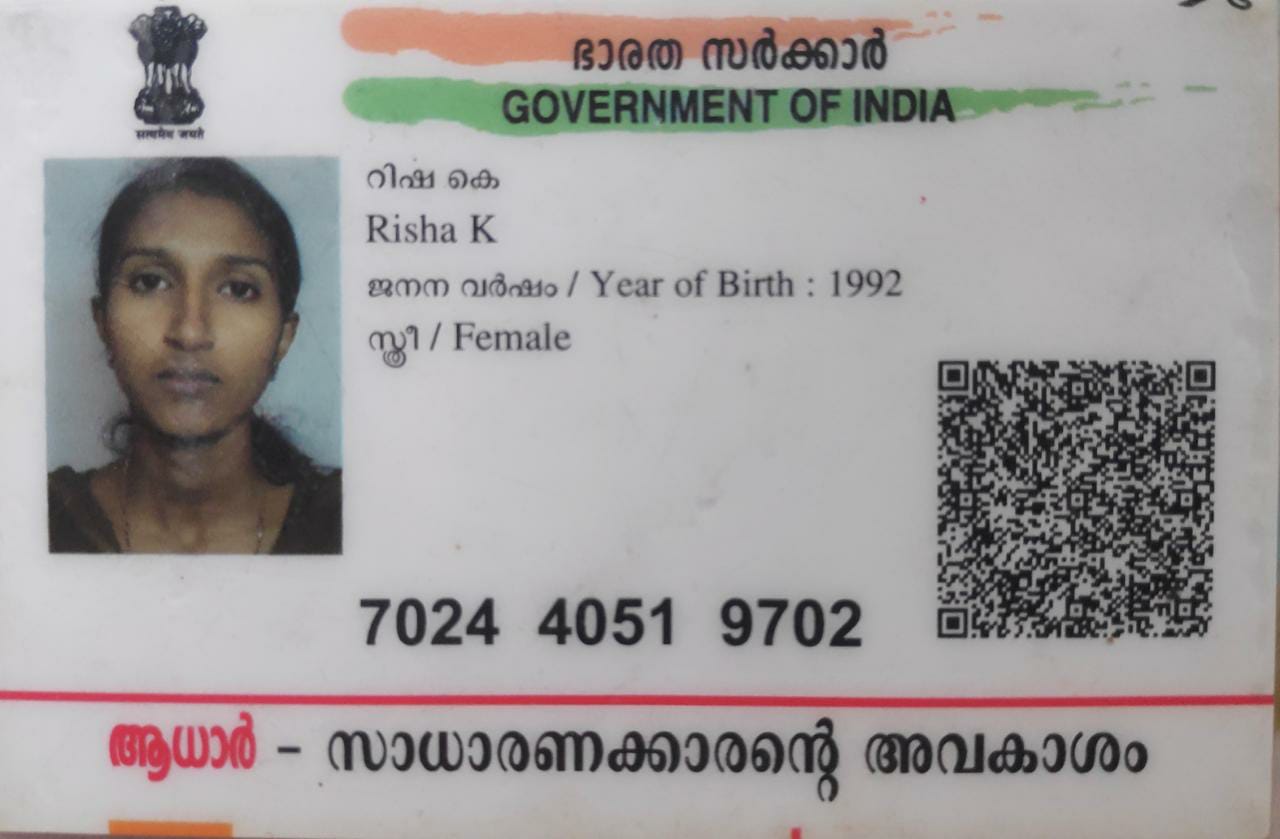 ഭാരത സർക്കാർ
GOVERNMENT OF INDIA
सत्यमेव जयते
റിഷ കെ
Risha K
ജനന വർഷം / Year of Birth : 1992
സ്ത്രീ / Female
7024 4051 9702
ആധാർ - സാധാരണക്കാരന്റെ അവകാശം